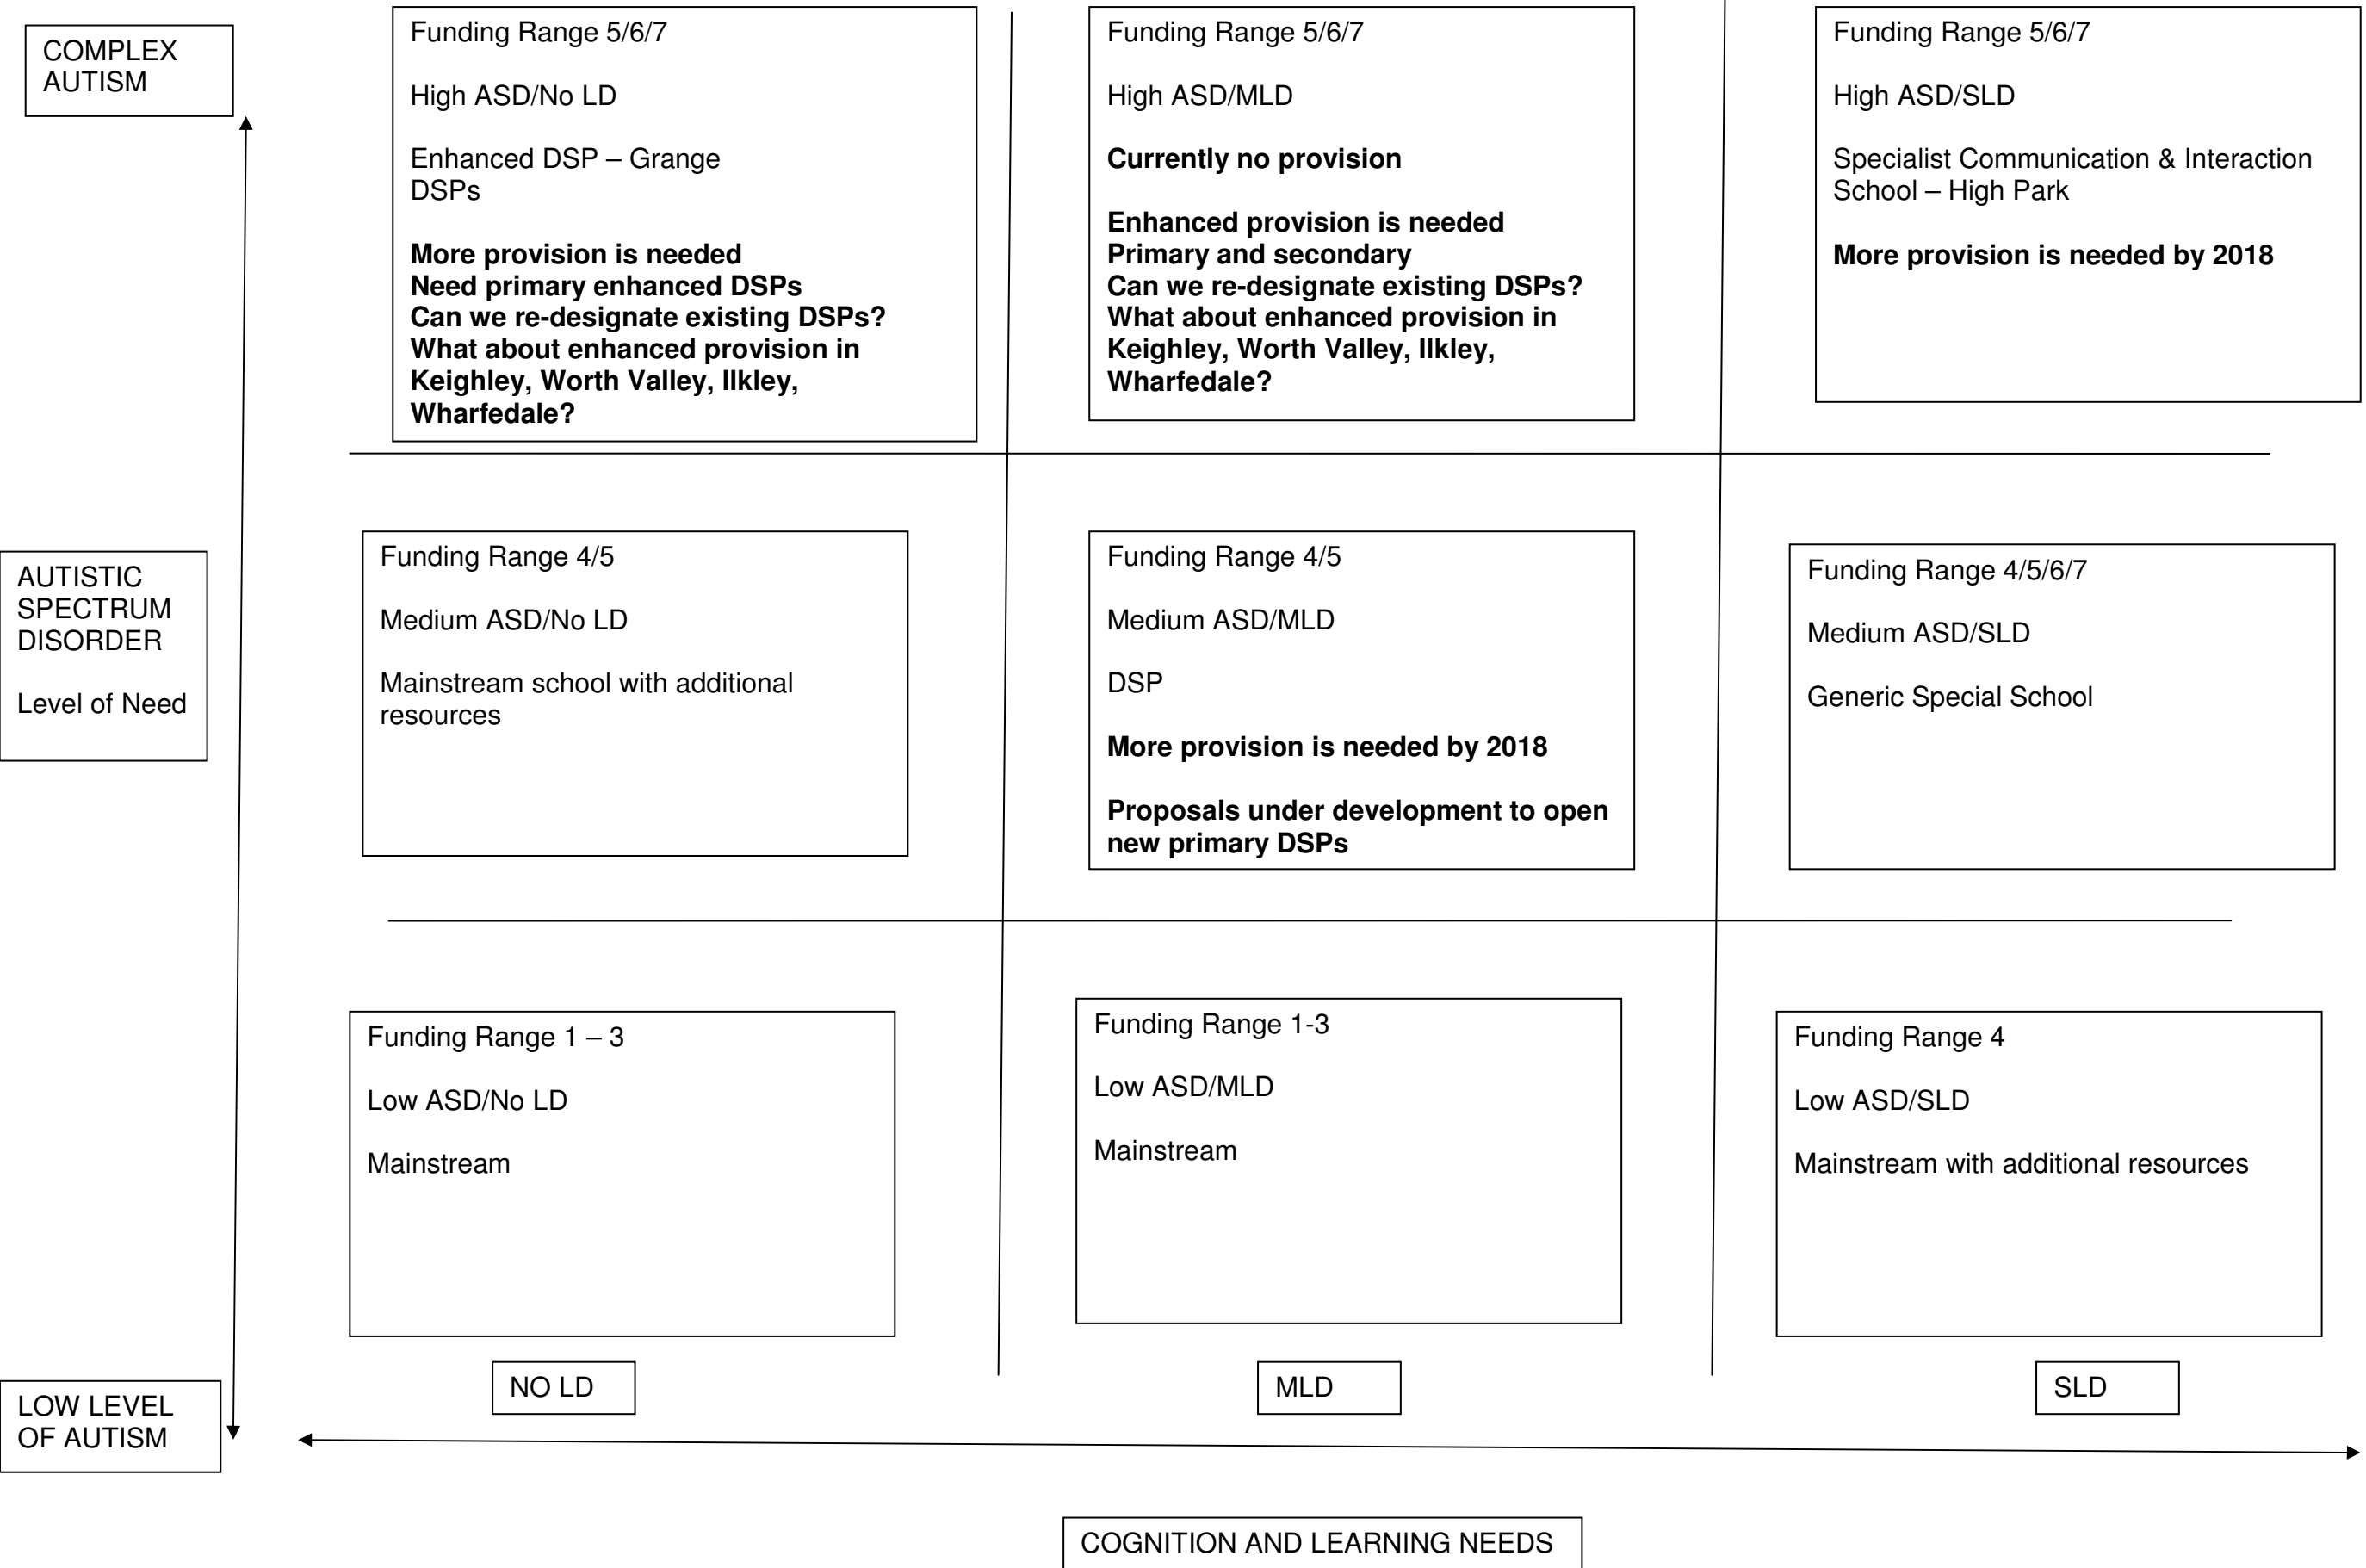 COMPLEX
AUTISM
Funding Range 5/6/7
High ASD/No LD
Enhanced DSP – Grange
DSPs
More provision is needed
Need primary enhanced DSPs
Can we re-designate existing DSPs?
What about enhanced provision in
Keighley, Worth Valley, Ilkley,
Wharfedale?
Funding Range 5/6/7
High ASD/MLD
Currently no provision
Enhanced provision is needed
Primary and secondary
Can we re-designate existing DSPs?
What about enhanced provision in
Keighley, Worth Valley, Ilkley,
Wharfedale?
Funding Range 5/6/7
High ASD/SLD
Specialist Communication & Interaction
School – High Park
More provision is needed by 2018
AUTISTIC
SPECTRUM
DISORDER
Level of Need
Funding Range 4/5
Medium ASD/No LD
Mainstream school with additional
resources
Funding Range 4/5
Medium ASD/MLD
DSP
More provision is needed by 2018
Proposals under development to open
new primary DSPs
Funding Range 4/5/6/7
Medium ASD/SLD
Generic Special School
Funding Range 1 – 3
Low ASD/No LD
Mainstream
Funding Range 1-3
Low ASD/MLD
Mainstream
Funding Range 4
Low ASD/SLD
Mainstream with additional resources
NO LD
MLD
SLD
LOW LEVEL
OF AUTISM
COGNITION AND LEARNING NEEDS